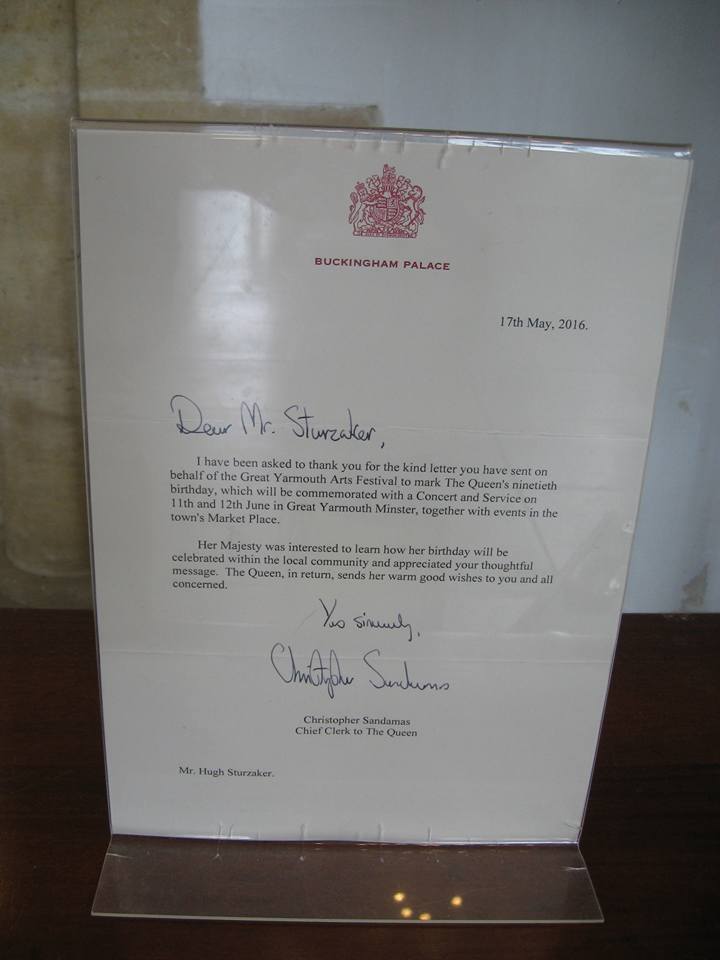 BUCKINGHAM PALACE
17th May, 2016.
Dear Mr. Sturzaker,
I have been asked to thank you for the kind letter you have sent on
behalf of the Great Yarmouth Arts Festival to mark The Queen's ninetieth
birthday, which will be commemorated with a Concert and Service on
11th and 12th June in Great Yarmouth Minster, together with events in the
town's Market Place.
Her Majesty was interested to learn how her birthday will be
celebrated within the local community and appreciated your thoughtful
message. The Queen, in return, sends her warm good wishes to you and all
concerned.
Yours sincerely,
Christopher Sandamas
Christopher Sandamas
Chief Clerk to The Queen
Mr. Hugh Sturzaker.